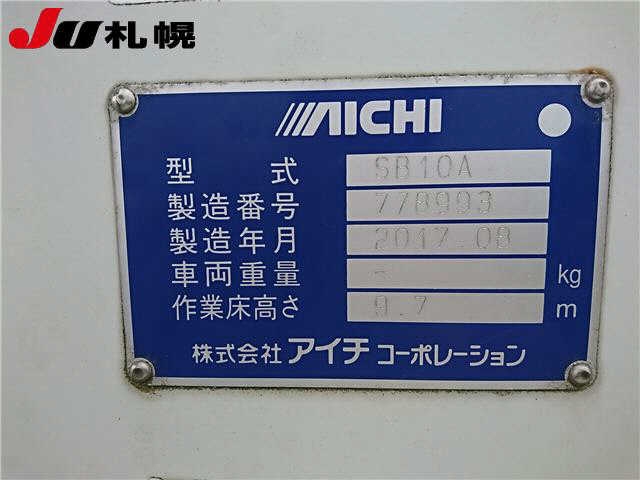 JU札幌
AICHI
型式 SB10A
製造番号 778993
製造年月 2017.08
車両重量 - kg
作業床高さ 9.7 m
株式会社アイチコーポレーション